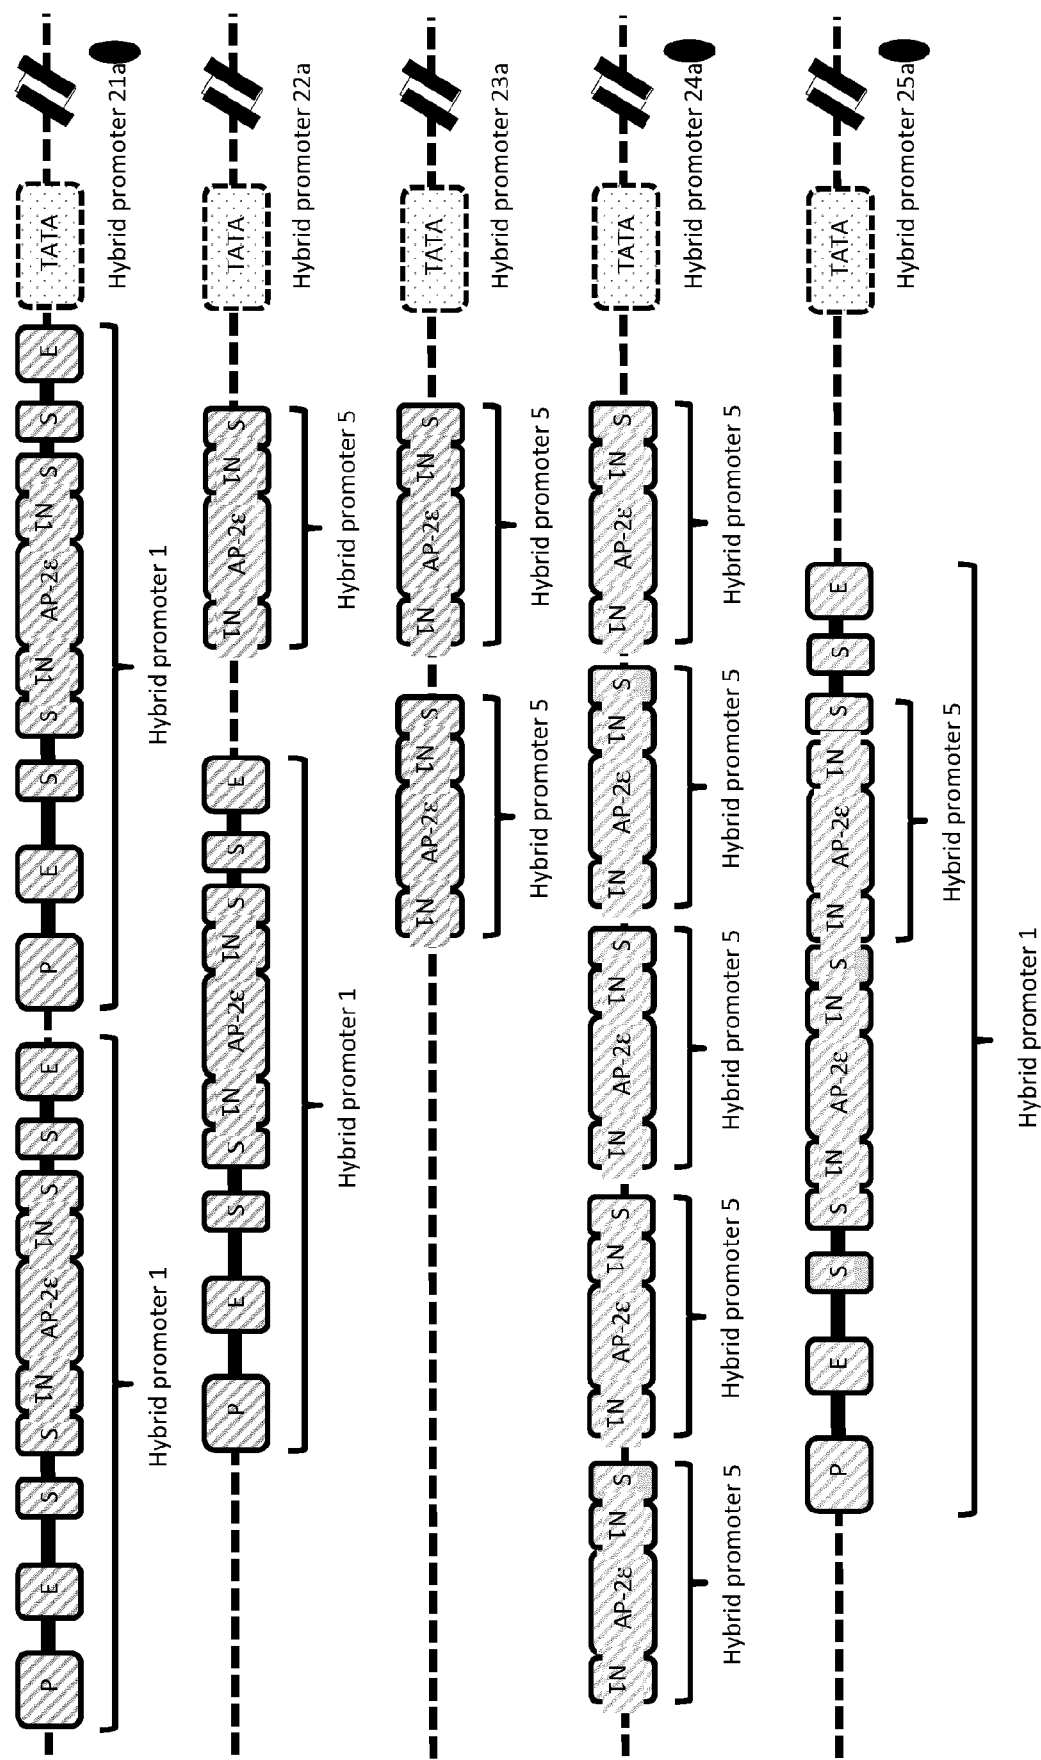 P E S S N1 AP-2ε N1 S S E P E S S N1 AP-2ε N1 S S E TATA
Hybrid promoter 21a
Hybrid promoter 1 Hybrid promoter 1
P E S S N1 AP-2ε N1 S S E N1 AP-2ε N1 S TATA
Hybrid promoter 22a
Hybrid promoter 1 Hybrid promoter 5
N1 AP-2ε N1 S N1 AP-2ε N1 S TATA
Hybrid promoter 23a
Hybrid promoter 5 Hybrid promoter 5
N1 AP-2ε N1 S N1 AP-2ε N1 S N1 AP-2ε N1 S N1 AP-2ε N1 S N1 AP-2ε N1 S TATA
Hybrid promoter 24a
Hybrid promoter 5 Hybrid promoter 5 Hybrid promoter 5 Hybrid promoter 5 Hybrid promoter 5
P E S S N1 AP-2ε N1 S N1 AP-2ε N1 S S E TATA
Hybrid promoter 25a
Hybrid promoter 5
Hybrid promoter 1